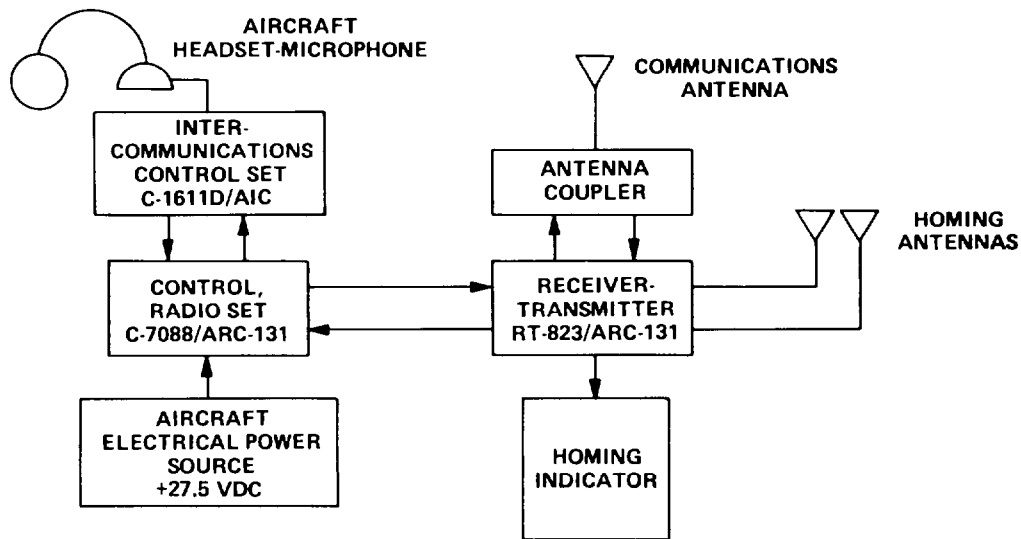 AIRCRAFT
HEADSET-MICROPHONE
INTER-
COMMUNICATIONS
CONTROL SET
C-1611D/AIC
CONTROL,
RADIO SET
C-7088/ARC-131
AIRCRAFT
ELECTRICAL POWER
SOURCE
+27.5 VDC
COMMUNICATIONS
ANTENNA
ANTENNA
COUPLER
HOMING
ANTENNAS
RECEIVER-
TRANSMITTER
RT-823/ARC-131
HOMING
INDICATOR